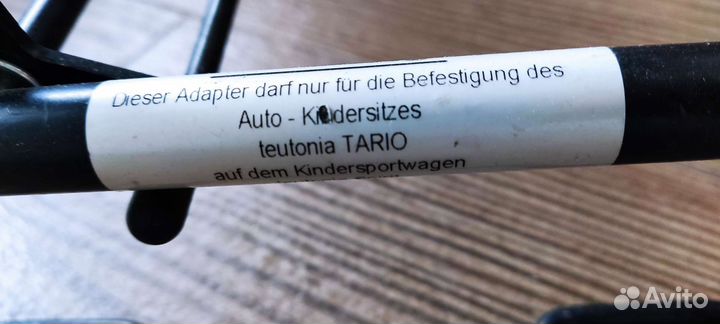 Dieser Adapter darf nur für die Befestigung des
Auto - Kindersitzes
teutonia TARIO
auf dem Kindersportwagen
Avito